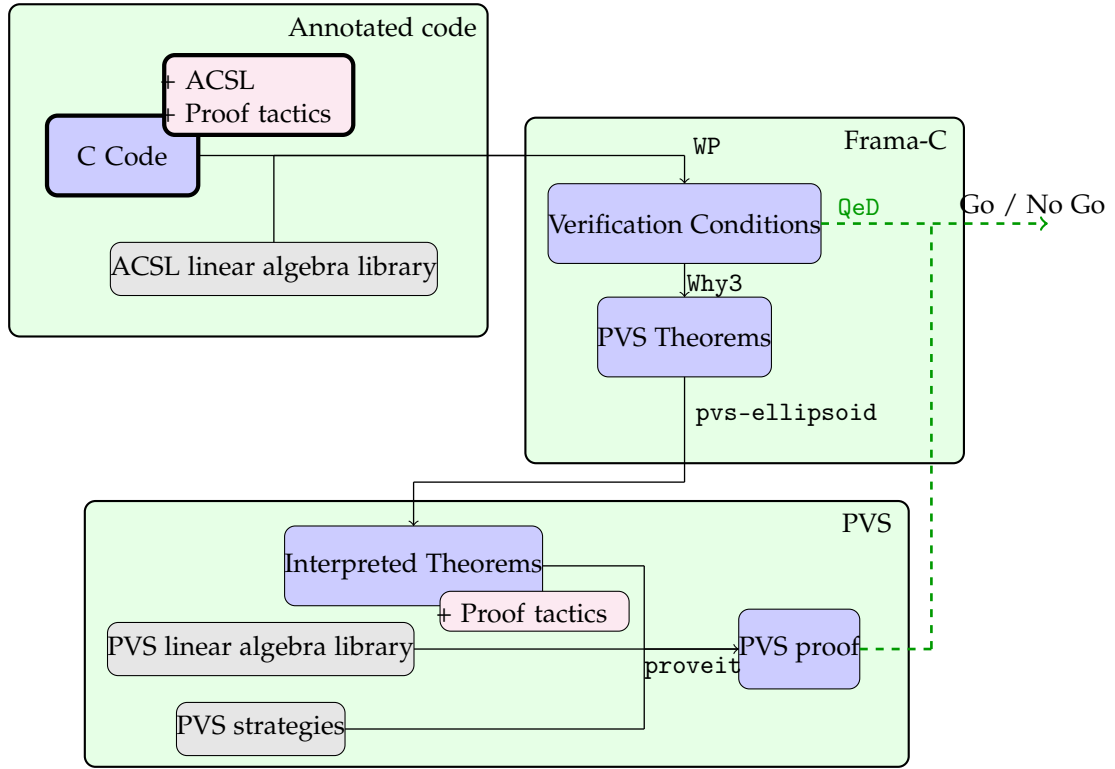 Annotated code
+ ACSL
+ Proof tactics
C Code
ACSL linear algebra library
Frama-C
WP
Verification Conditions
QeD
Go / No Go
Why3
PVS Theorems
pvs-ellipsoid
PVS
Interpreted Theorems
+ Proof tactics
PVS linear algebra library
proveit
PVS proof
PVS strategies